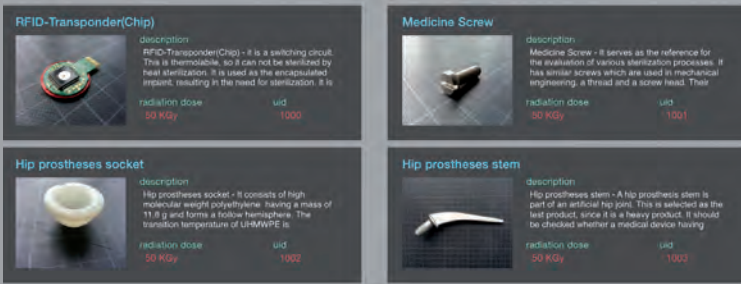 RFID-Transponder(Chip)
description
RFID-Transponder(Chip) - it is a switching circuit.
This is thermolabile, so it can not be sterilized by
heat sterilization. It is used as the encapsulated
implant, resulting in the need for sterilization. It is
radiation dose uid
50 KGy 1000
Medicine Screw
description
Medicine Screw - It serves as the reference for
the evaluation of various sterilization processes. It
has similar screws which are used in mechanical
engineering, a thread and a screw head. Their
radiation dose uid
50 KGy 1001
Hip prostheses socket
description
Hip prostheses socket - It consists of high
molecular weight polyethylene having a mass of
11.8 g and forms a hollow hemisphere. The
transition temperature of UHMWPE is
radiation dose uid
50 KGy 1002
Hip prostheses stem
description
Hip prostheses stem - A hip prosthesis stem is
part of an artificial hip joint. This is selected as the
test product, since it is a heavy product. It should
be checked whether a medical device having
radiation dose uid
50 KGy 1003